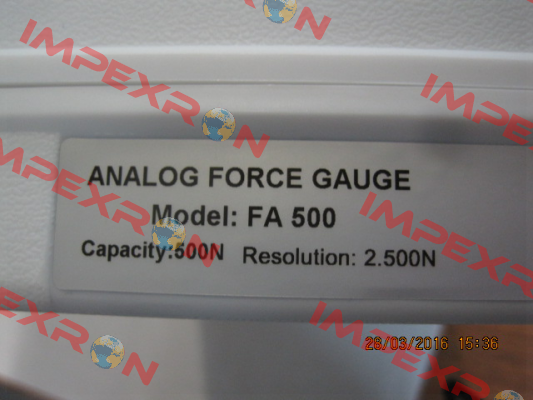 IMPEXRON
ANALOG FORCE GAUGE
Model: FA 500
Capacity:500N Resolution: 2.500N
26/03/2016 15:36